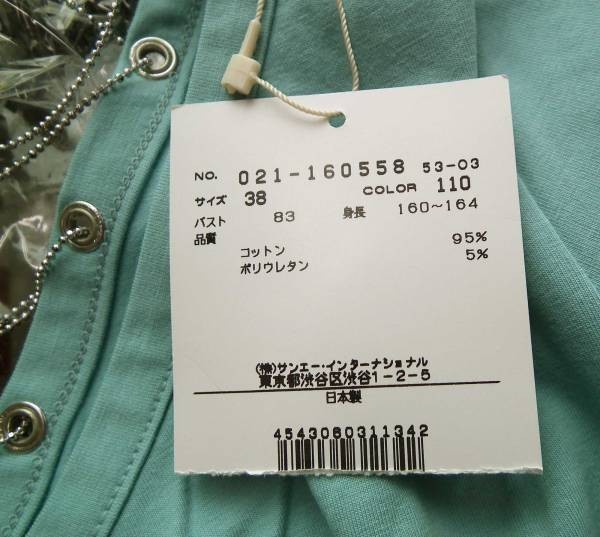 NO. 021-160558 53-03
サイズ 38 COLOR 110
バスト 83 身長 160〜164
品質
コットン 95%
ポリウレタン 5%
(株)サンエー・インターナショナル
東京都渋谷区渋谷1-2-5
日本製
4543080311342